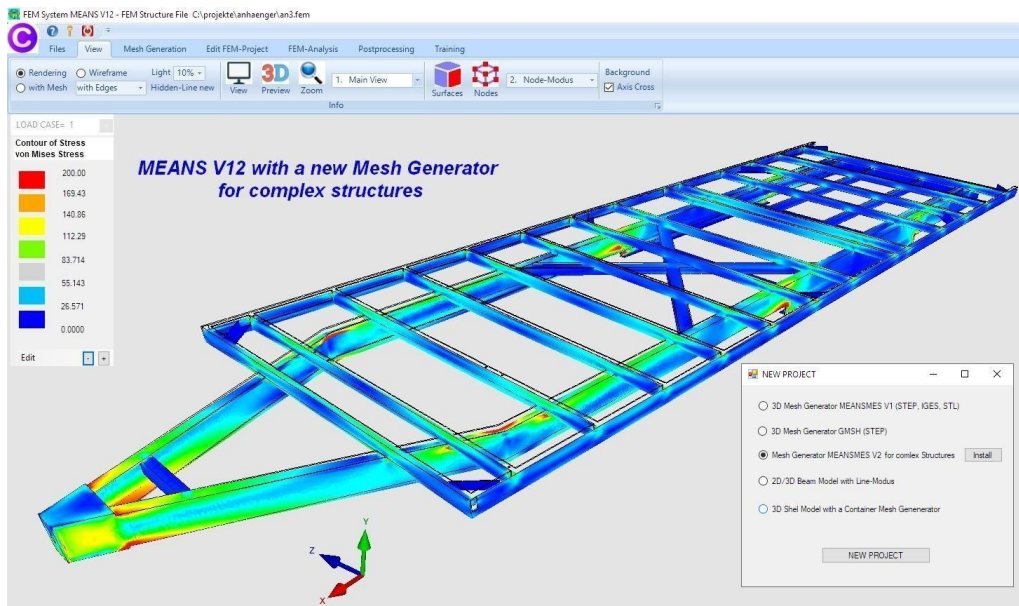 FEM System MEANS V12 - FEM Structure File C:\projekte\anhaenger\an3.fem
Files View Mesh Generation Edit FEM-Project FEM-Analysis Postprocessing Training
Rendering Wireframe Light 10% Background
with Mesh with Edges Hidden-Line new View 3D Preview Zoom 1. Main View Surfaces Nodes 2. Node-Modus Axis Cross
Info
LOAD CASE= 1
Contour of Stress
von Mises Stress
200.00
169.43
140.86
112.29
83.714
55.143
26.571
0.0000
Edit - +
MEANS V12 with a new Mesh Generator
for complex structures
Y
Z
X
NEW PROJECT
3D Mesh Generator MEANSMES V1 (STEP, IGES, STL)
3D Mesh Generator GMSH (STEP)
Mesh Generator MEANSMES V2 for comlex Structures Install
2D/3D Beam Model with Line-Modus
3D Shel Model with a Container Mesh Genenerator
NEW PROJECT